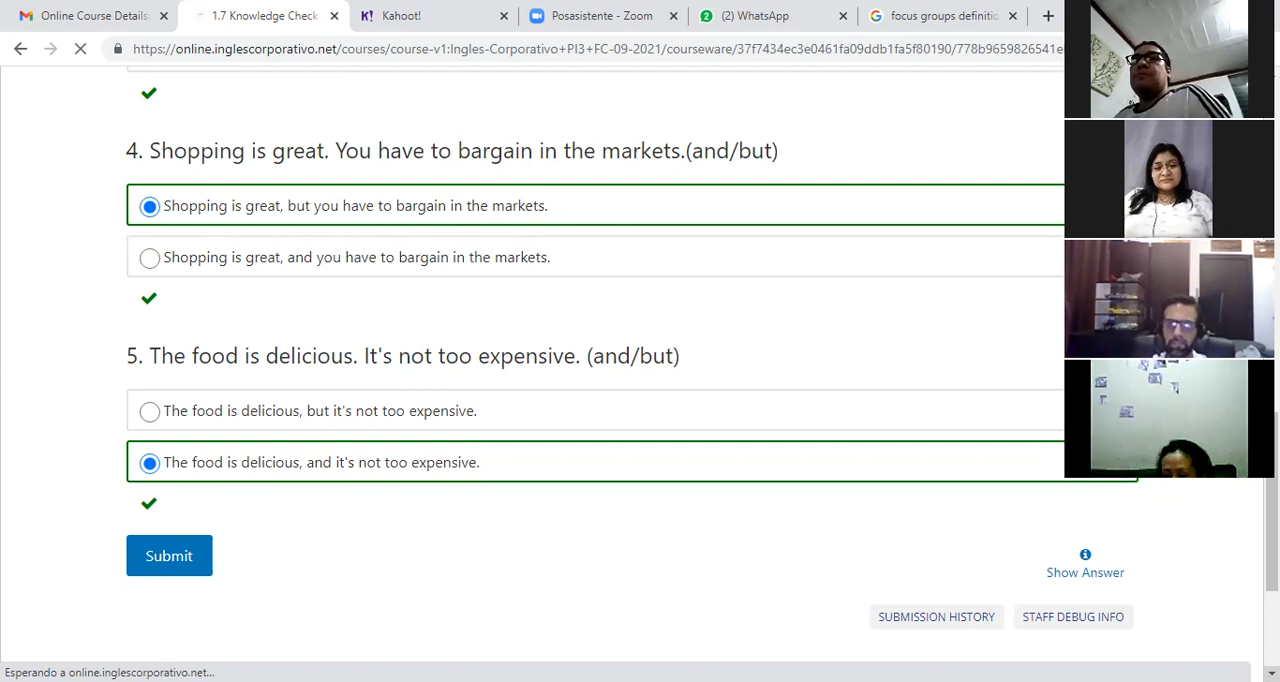 Online Course Details:
1.7 Knowledge Check
Kahoot!
Posasistente - Zoom
(2) WhatsApp
focus groups definitio
https://online.inglescorporativo.net/courses/course-v1:Ingles-Corporativo+PI3+FC-09-2021/courseware/37f7434ec3e0461fa09ddb1fa5f80190/778b9659826541e
4. Shopping is great. You have to bargain in the markets.(and/but)
Shopping is great, but you have to bargain in the markets.
Shopping is great, and you have to bargain in the markets.
5. The food is delicious. It's not too expensive. (and/but)
The food is delicious, but it's not too expensive.
The food is delicious, and it's not too expensive.
Submit
Show Answer
SUBMISSION HISTORY
STAFF DEBUG INFO
Esperando a online.inglescorporativo.net...